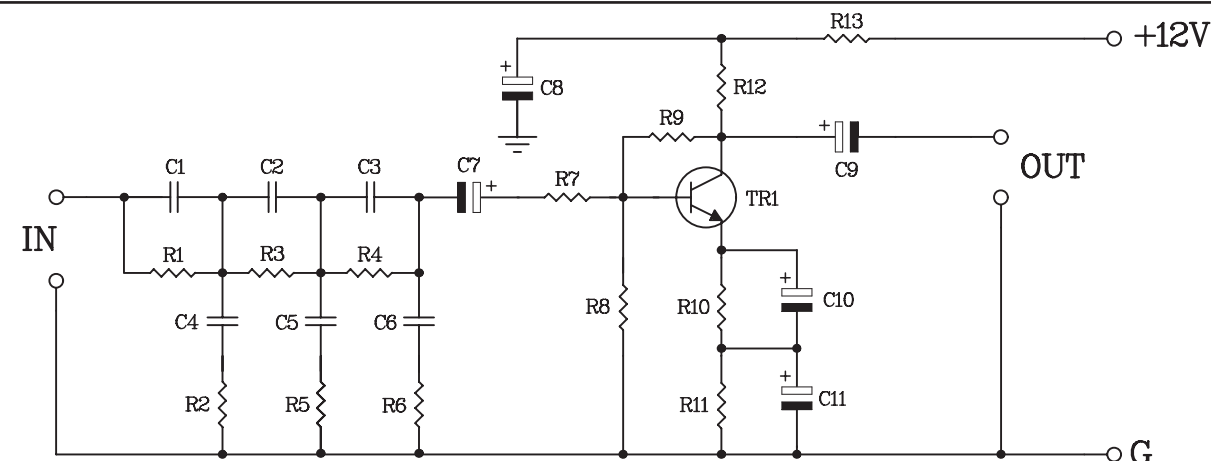 R13
+12V
C8
R12
R9
C9
OUT
C1
C2
C3
C7
R7
TR1
IN
R1
R3
R4
C4
C5
C6
R8
R10
C10
R2
R5
R6
R11
C11
G